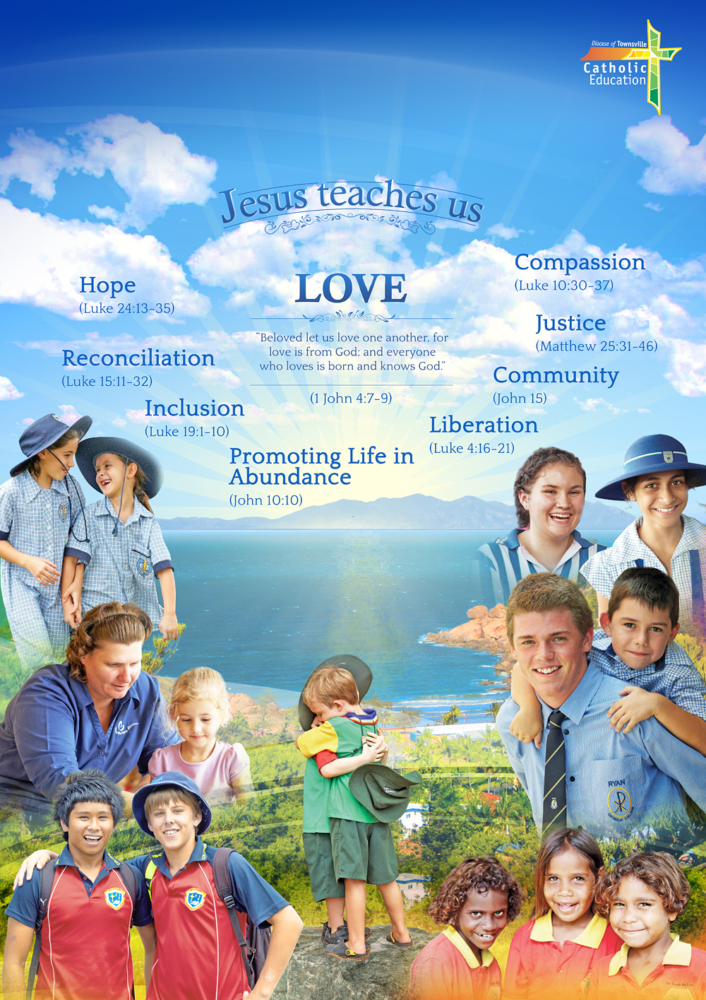 Diocese of Townsville
Catholic
Education
Jesus teaches us
LOVE
"Beloved let us love one another, for
love is from God; and everyone
who loves is born and knows God."
(1 John 4:7-9)
Hope
(Luke 24:13-35)
Reconciliation
(Luke 15:11-32)
Inclusion
(Luke 19:1-10)
Promoting Life in
Abundance
(John 10:10)
Compassion
(Luke 10:30-37)
Justice
(Matthew 25:31-46)
Community
(John 15)
Liberation
(Luke 4:16-21)
RYAN